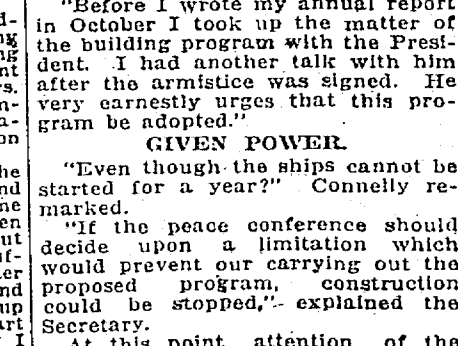 "Before I wrote my annual report
in October I took up the matter of
the building program with the Presi-
dent. I had another talk with him
after the armistice was signed. He
very earnestly urges that this pro-
gram be adopted."
GIVEN POWER.
"Even though the ships cannot be
started for a year?" Connelly re-
marked.
"If the peace conference should
decide upon a limitation which
would prevent our carrying out the
proposed program, construction
could be stopped," explained the
Secretary.
At this point attention of the